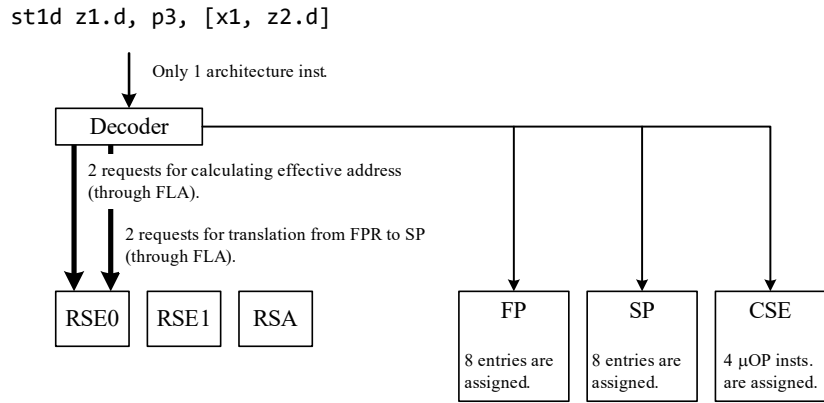 st1d z1.d, p3, [x1, z2.d]
Only 1 architecture inst.
Decoder
2 requests for calculating effective address
(through FLA).
2 requests for translation from FPR to SP
(through FLA).
RSE0
RSE1
RSA
FP
8 entries are
assigned.
SP
8 entries are
assigned.
CSE
4 μOP insts.
are assigned.